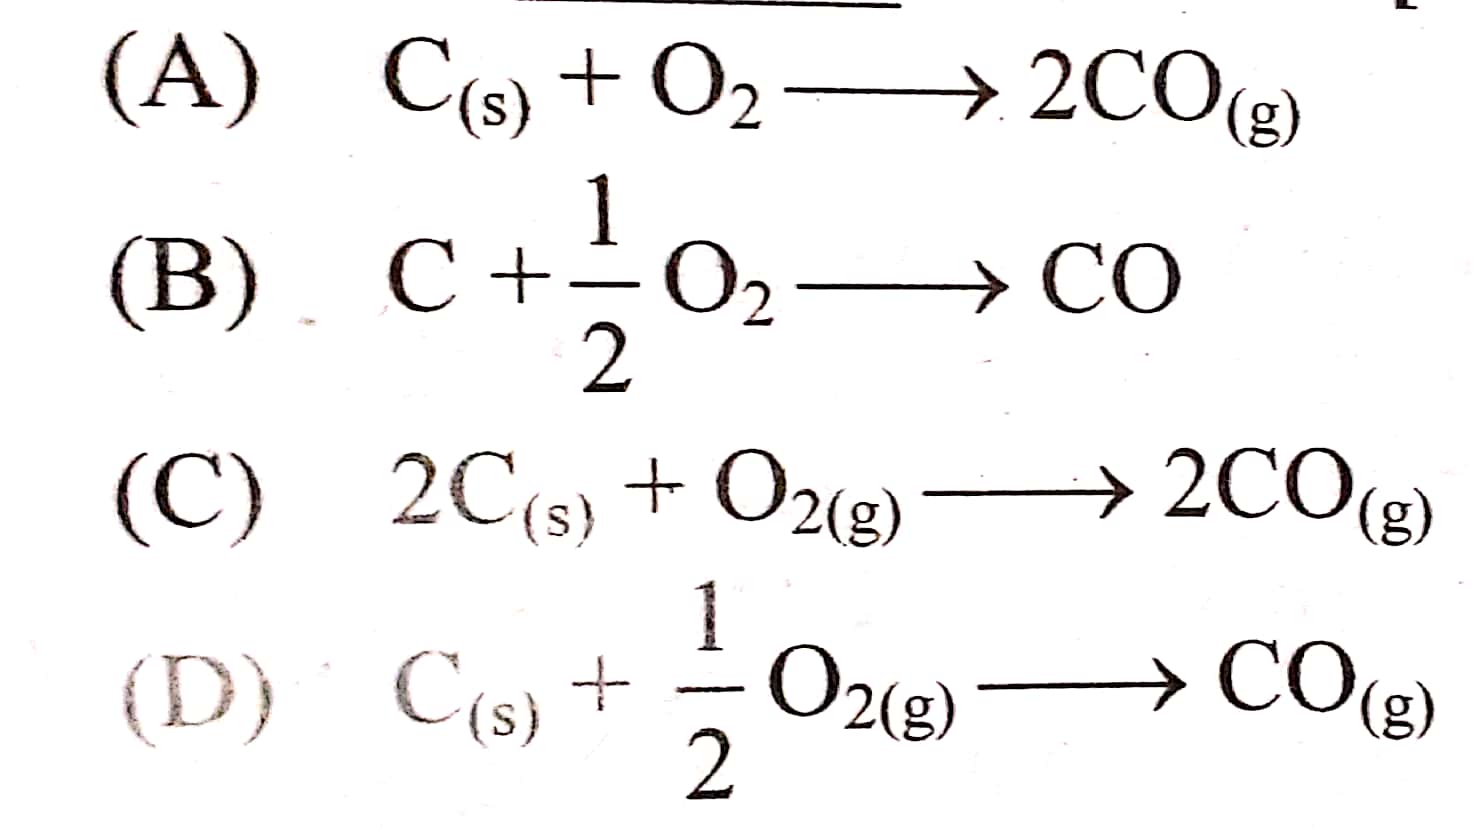 (A) C(s) + O2 ⟶ 2CO(g)
(B) C + 1/2 O2 ⟶ CO
(C) 2C(s) + O2(g) ⟶ 2CO(g)
(D) C(s) + 1/2 O2(g) ⟶ CO(g)